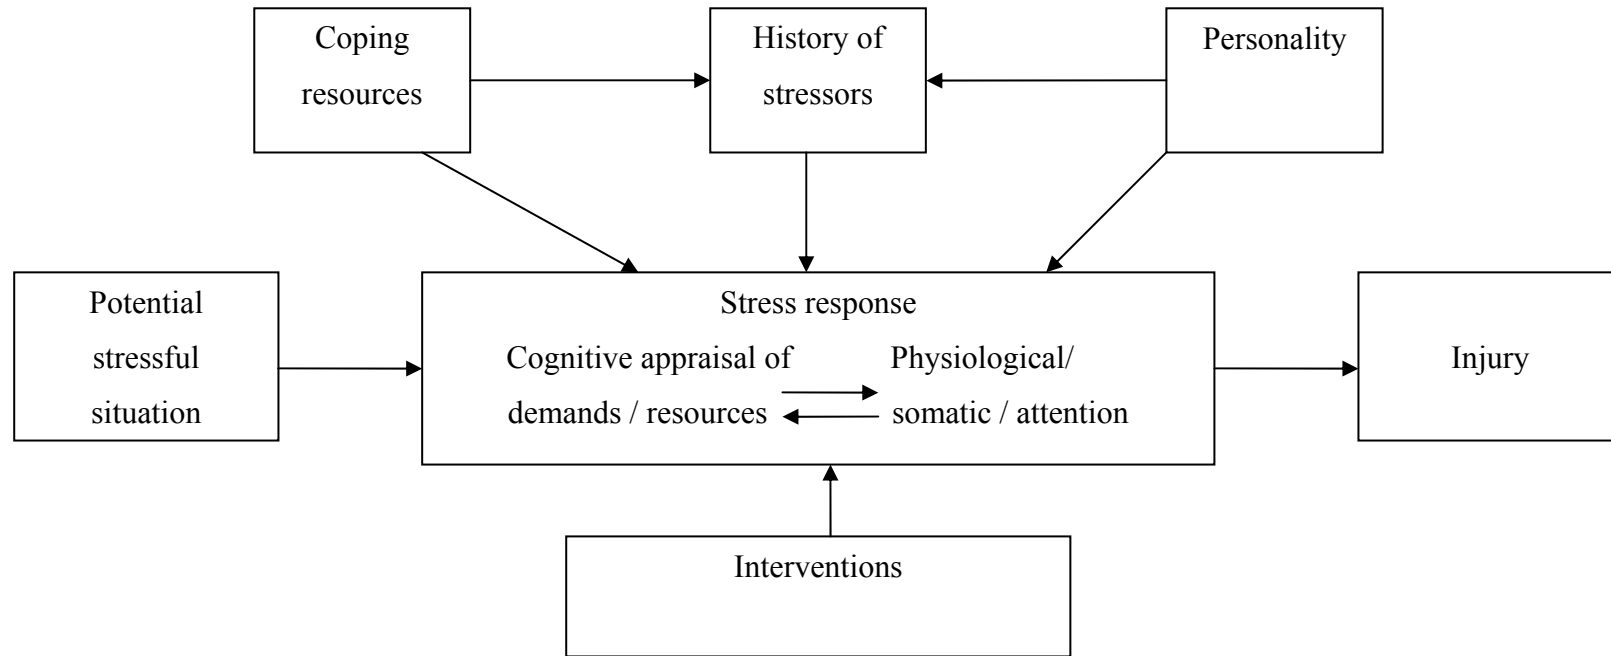 Coping
resources
History of
stressors
Personality
Potential
stressful
situation
Stress response
Cognitive appraisal of
demands / resources
Physiological/
somatic / attention
Injury
Interventions